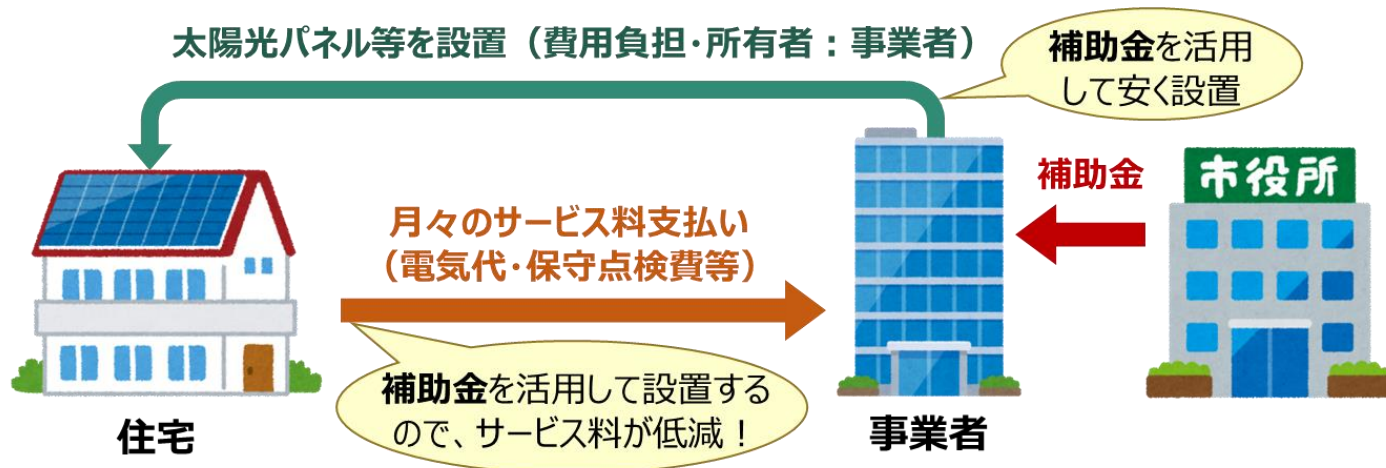 太陽光パネル等を設置（費用負担・所有者：事業者）
補助金を活用
して安く設置
補助金
市役所
月々のサービス料支払い
（電気代・保守点検費等）
補助金を活用して設置する
ので、サービス料が低減！
住宅
事業者